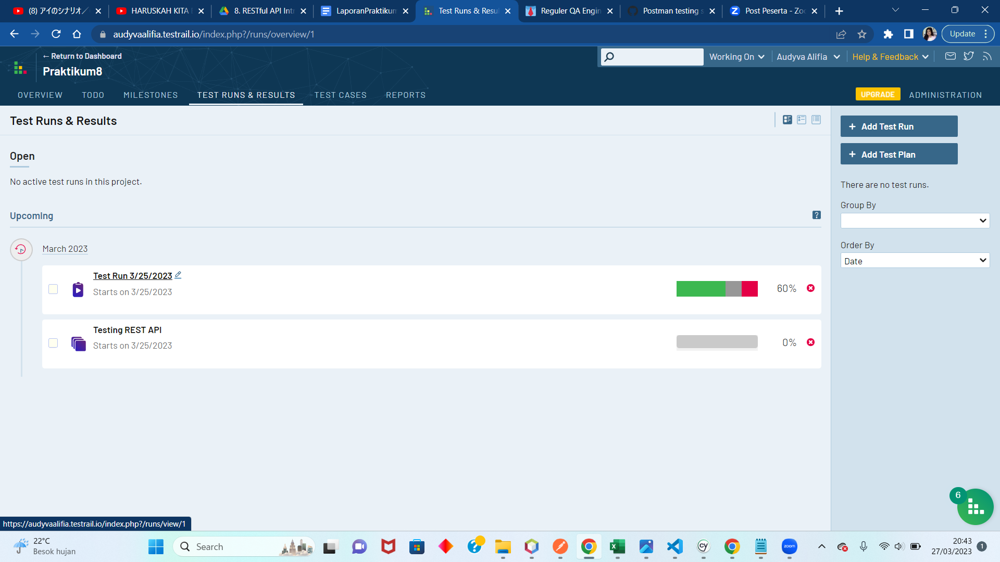 (8) アイのシナリオ／
HARUSKAH KITA
8. RESTful API Intr
LaporanPraktikum
Test Runs & Resul
Reguler QA Engin
Postman testing s
Post Peserta - Zoo
audyvaalifia.testrail.io/index.php?/runs/overview/1
Update
← Return to Dashboard
Praktikum8
Working On
Audyva Alifia
Help & Feedback
OVERVIEW
TODO
MILESTONES
TEST RUNS & RESULTS
TEST CASES
REPORTS
UPGRADE
ADMINISTRATION
Test Runs & Results
+ Add Test Run
+ Add Test Plan
Open
No active test runs in this project.
There are no test runs.
Group By
Order By
Date
Upcoming
?
March 2023
Test Run 3/25/2023
Starts on 3/25/2023
60%
Testing REST API
Starts on 3/25/2023
0%
6
https://audyvaalifia.testrail.io/index.php?/runs/view/1
22°C
Besok hujan
Search
cy
zoom
20:43
27/03/2023
1